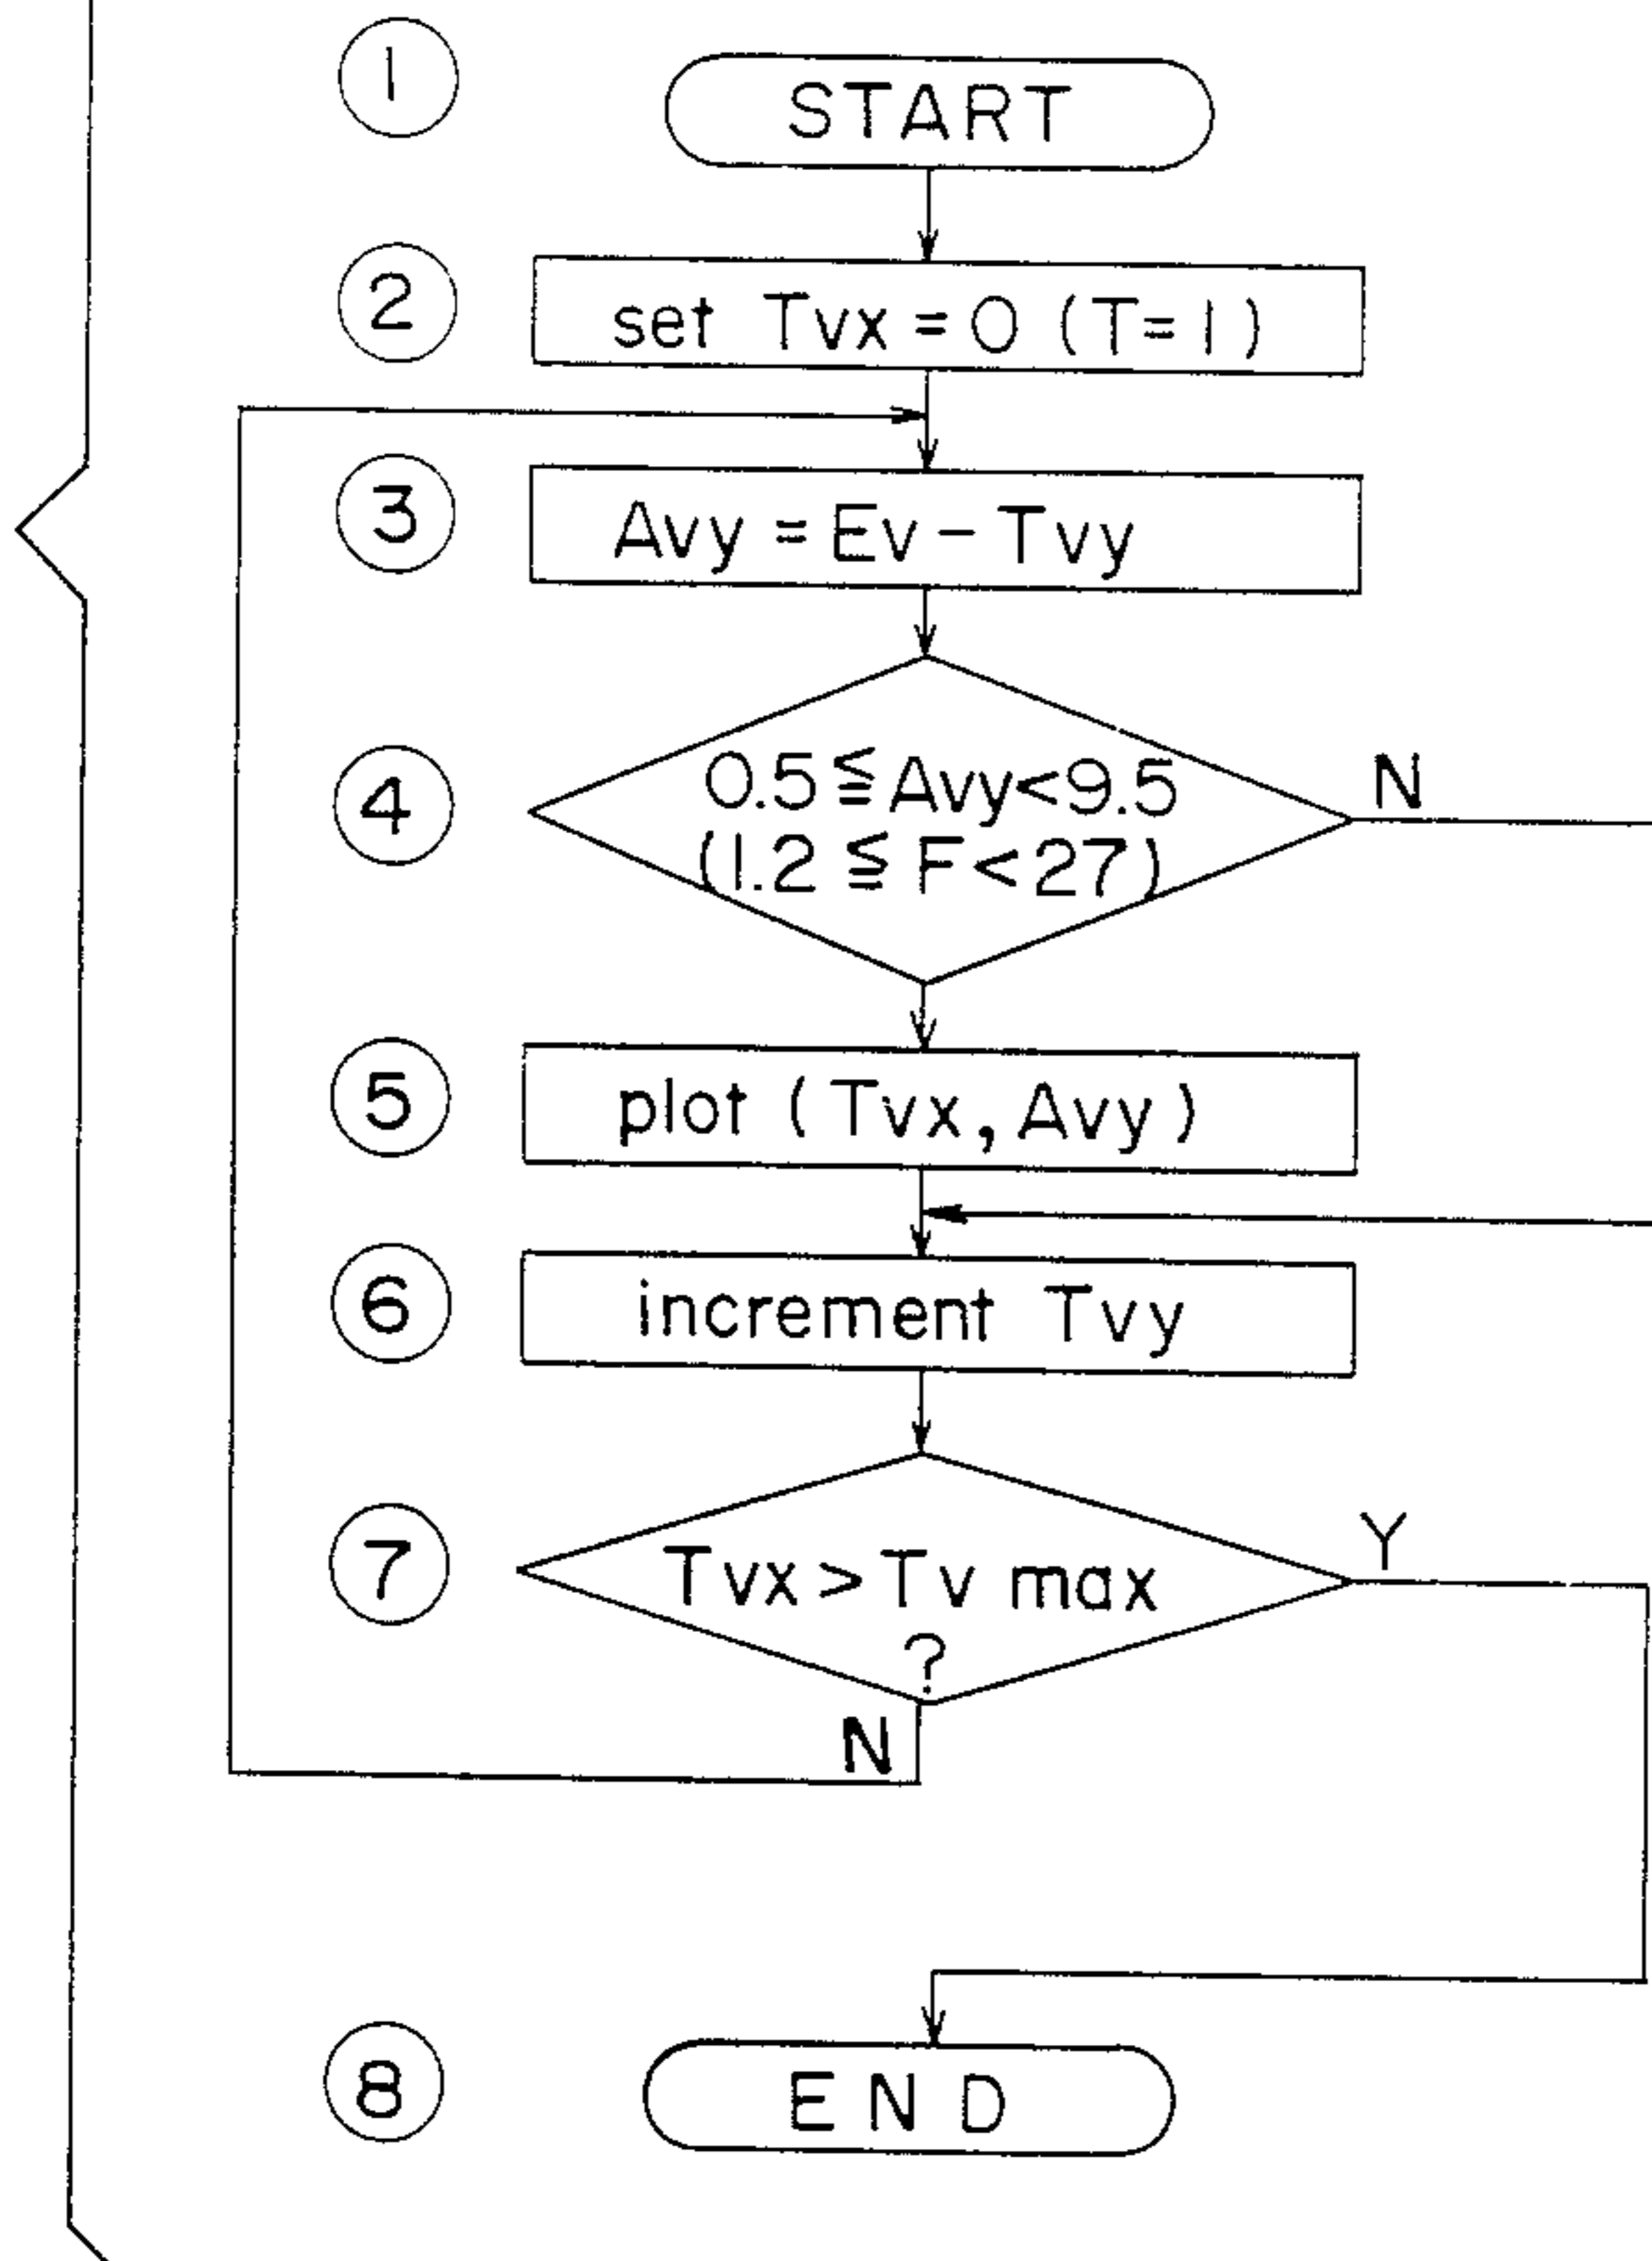 ①
START
②
set Tvx = 0 (T = 1)
③
Avy = Ev - Tvy
④
0.5 ≦ Avy < 9.5
(1.2 ≦ F < 27)
N
⑤
plot (Tvx, Avy)
⑥
increment Tvy
⑦
Tvx > Tv max
?
Y
N
⑧
END